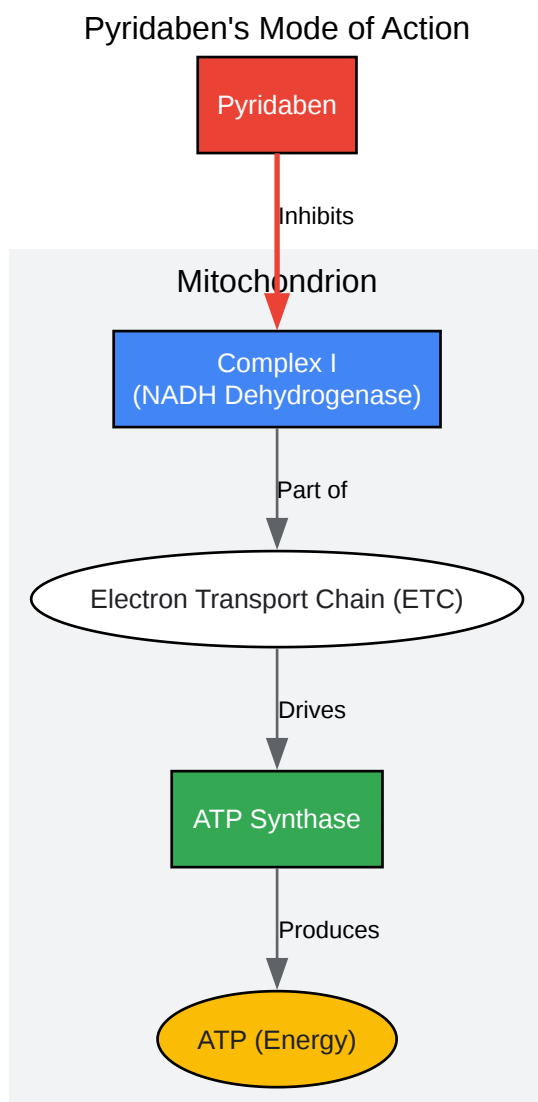 Pyridaben's Mode of Action
Pyridaben
Inhibits
Mitochondrion
Complex I
(NADH Dehydrogenase)
Part of
Electron Transport Chain (ETC)
Drives
ATP Synthase
Produces
ATP (Energy)